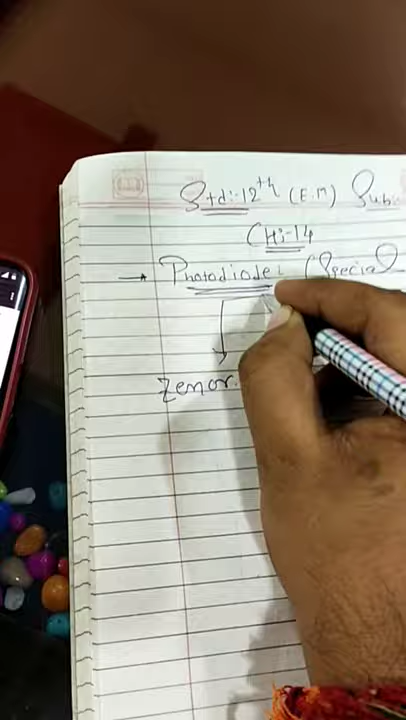 Std:-12th (E.M) Sub:
CH:-14
→ Photodiode: (Special
Zenor